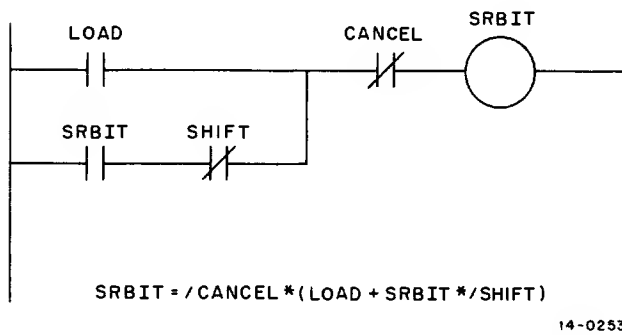 LOAD
CANCEL
SRBIT
SRBIT
SHIFT
SRBIT = /CANCEL*(LOAD + SRBIT */SHIFT)
14-0253